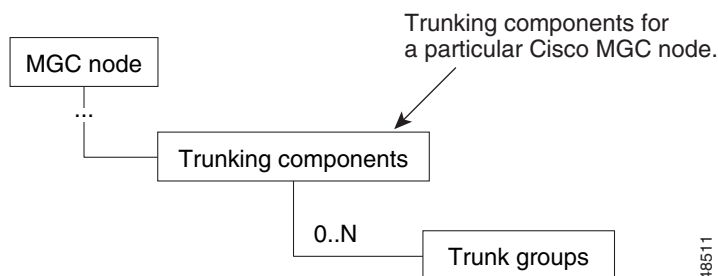 Trunking components for
a particular Cisco MGC node.
MGC node
...
Trunking components
0..N
Trunk groups
48511